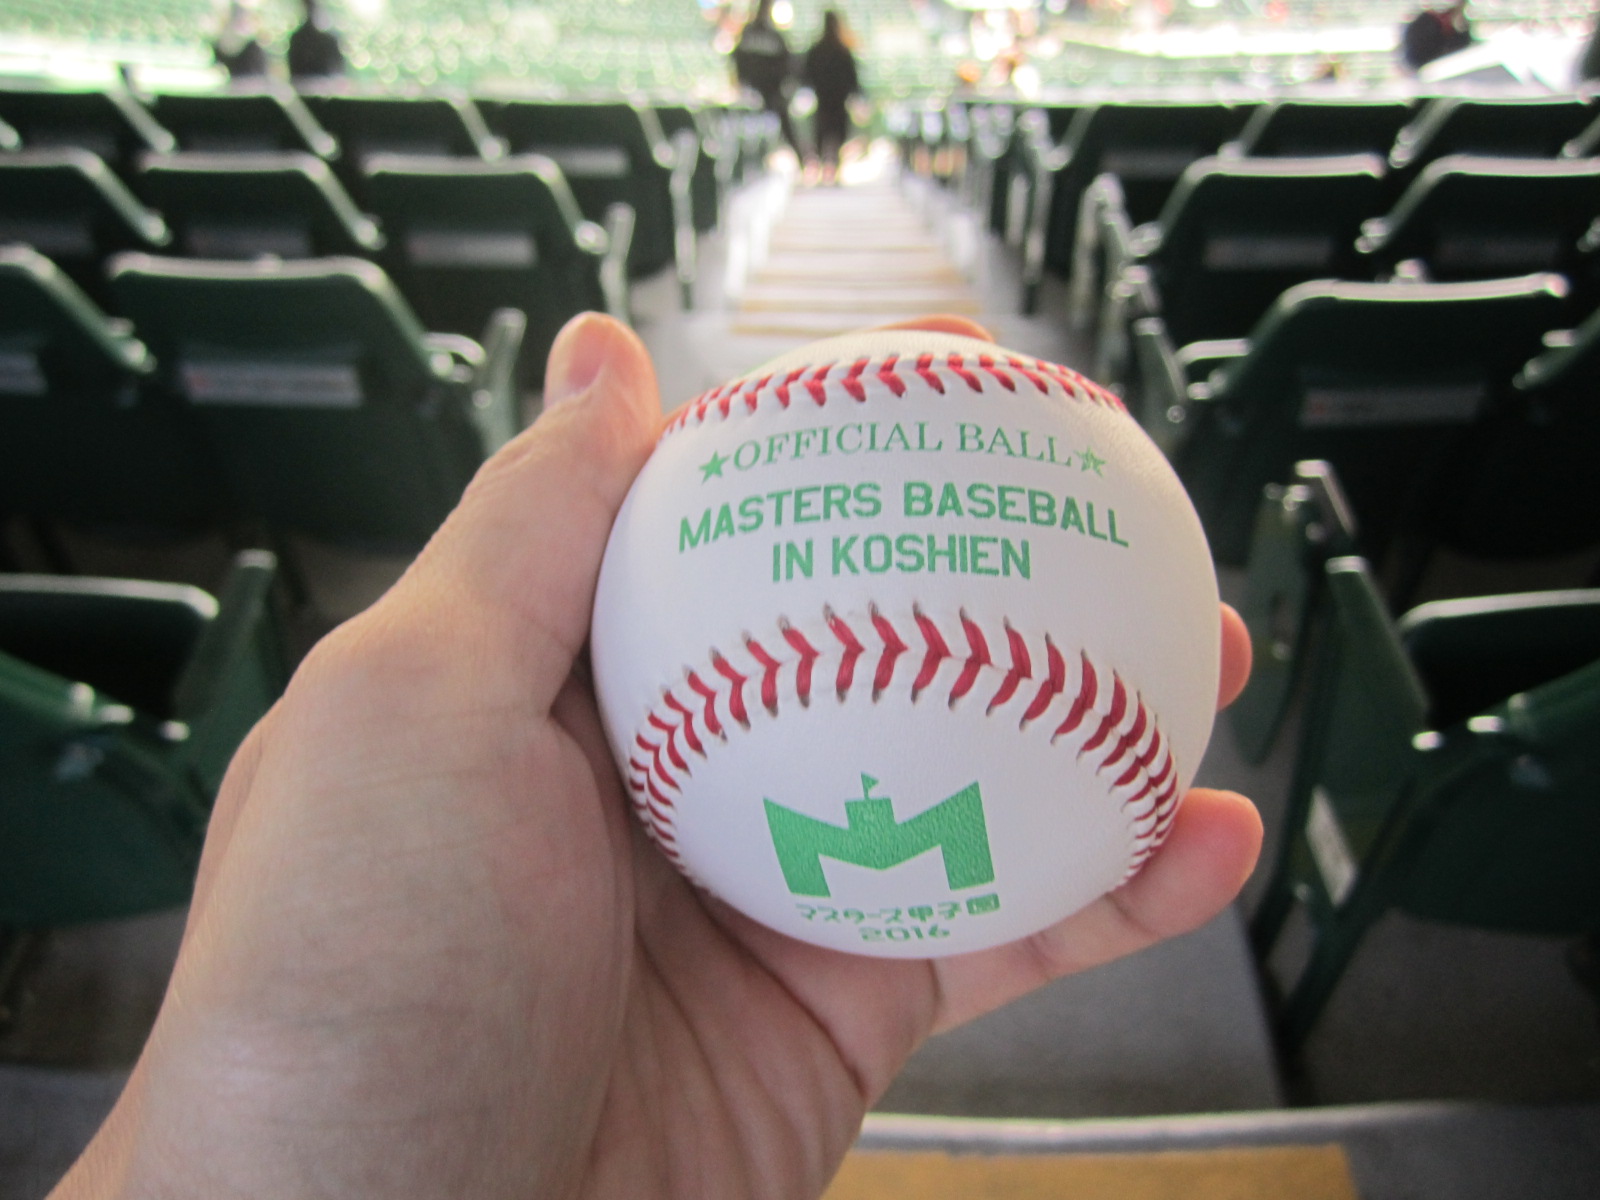 ★OFFICIAL BALL★
MASTERS BASEBALL
IN KOSHIEN
M
マスターズ甲子園
2016